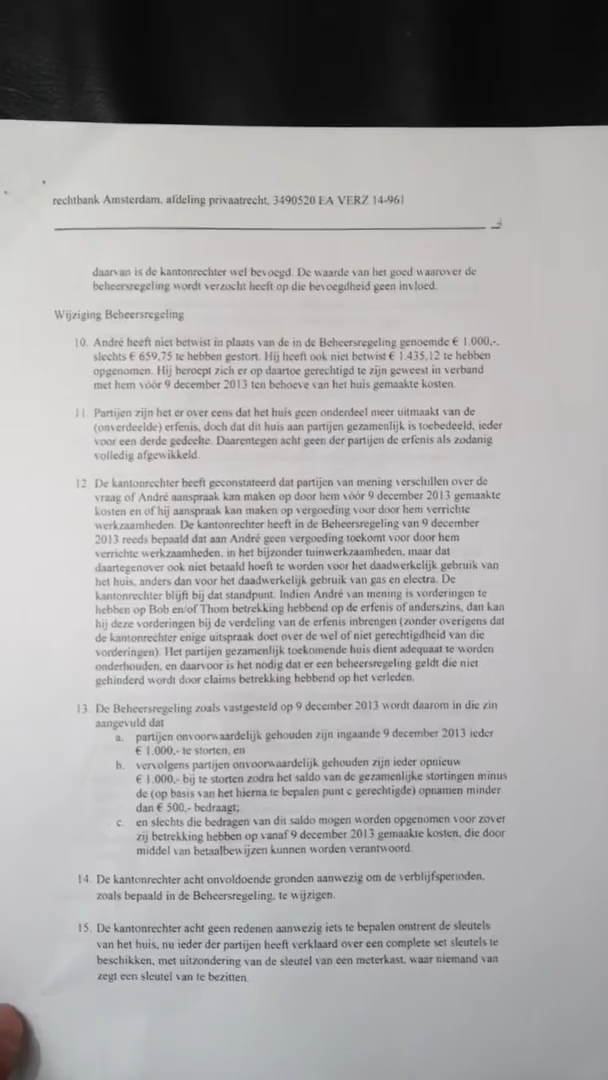 rechtbank Amsterdam, afdeling privaatrecht, 3490520 EA VERZ 14-961
daarvan is de kantonrechter wel bevoegd. De waarde van het goed waarover de
beheersregeling wordt verzocht heeft op die bevoegdheid geen invloed.
Wijziging Beheersregeling
10. André heeft niet betwist in plaats van de in de Beheersregeling genoemde € 1.000,-,
slechts € 659,75 te hebben gestort. Hij heeft ook niet betwist € 1.435,12 te hebben
opgenomen. Hij beroept zich er op daartoe gerechtigd te zijn geweest in verband
met hem vóór 9 december 2013 ten behoeve van het huis gemaakte kosten.
11. Partijen zijn het er over eens dat het huis geen onderdeel meer uitmaakt van de
(onverdeelde) erfenis, doch dat dit huis aan partijen gezamenlijk is toebedeeld, ieder
voor een derde gedeelte. Daarentegen acht geen der partijen de erfenis als zodanig
volledig afgewikkeld.
12. De kantonrechter heeft geconstateerd dat partijen van mening verschillen over de
vraag of André aanspraak kan maken op door hem vóór 9 december 2013 gemaakte
kosten en of hij aanspraak kan maken op vergoeding voor door hem verrichte
werkzaamheden. De kantonrechter heeft in de Beheersregeling van 9 december
2013 reeds bepaald dat aan André geen vergoeding toekomt voor door hem
verrichte werkzaamheden, in het bijzonder tuinwerkzaamheden, maar dat
daartegenover ook niet betaald hoeft te worden voor het daadwerkelijk gebruik van
het huis, anders dan voor het daadwerkelijk gebruik van gas en electra. De
kantonrechter blijft bij dat standpunt. Indien André van mening is vorderingen te
hebben op Bob en/of Thom betrekking hebbend op de erfenis of anderszins, dan kan
hij deze vorderingen bij de verdeling van de erfenis inbrengen (zonder overigens dat
de kantonrechter enige uitspraak doet over de wel of niet gerechtigdheid van die
vorderingen). Het partijen gezamenlijk toekomende huis dient adequaat te worden
onderhouden, en daarvoor is het nodig dat er een beheersregeling geldt die niet
gehinderd wordt door claims betrekking hebbend op het verleden.
13. De Beheersregeling zoals vastgesteld op 9 december 2013 wordt daarom in die zin
aangevuld dat
a. partijen onvoorwaardelijk gehouden zijn ingaande 9 december 2013 ieder
€ 1.000,- te storten, en
b. vervolgens partijen onvoorwaardelijk gehouden zijn ieder opnieuw
€ 1.000,- bij te storten zodra het saldo van de gezamenlijke stortingen minus
de (op basis van het hierna te bepalen punt c gerechtigde) opnamen minder
dan € 500,- bedraagt;
c. en slechts die bedragen van dit saldo mogen worden opgenomen voor zover
zij betrekking hebben op vanaf 9 december 2013 gemaakte kosten, die door
middel van betaalbewijzen kunnen worden verantwoord.
14. De kantonrechter acht onvoldoende gronden aanwezig om de verblijfsperioden,
zoals bepaald in de Beheersregeling, te wijzigen.
15. De kantonrechter acht geen redenen aanwezig iets te bepalen omtrent de sleutels
van het huis, nu ieder der partijen heeft verklaard over een complete set sleutels te
beschikken, met uitzondering van de sleutel van een meterkast, waar niemand van
zegt een sleutel van te bezitten.